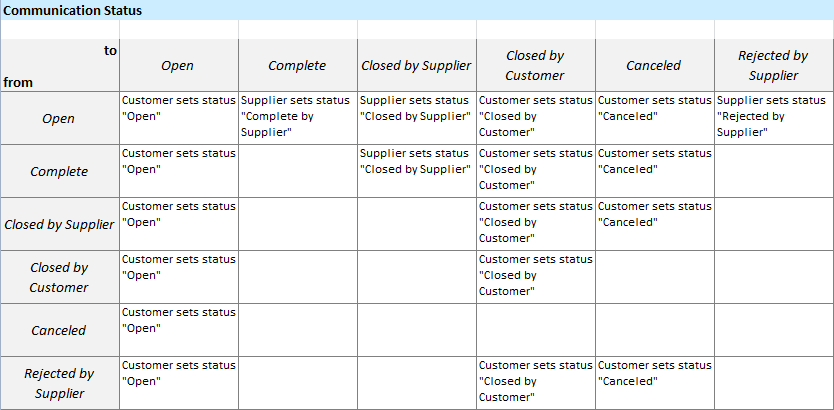 Communication Status
to
from
Open
Complete
Closed by Supplier
Closed by
Customer
Canceled
Rejected by
Supplier
Open
Customer sets status
"Open"
Supplier sets status
"Complete by
Supplier"
Supplier sets status
"Closed by Supplier"
Customer sets status
"Closed by
Customer"
Customer sets status
"Canceled"
Supplier sets status
"Rejected by
Supplier"
Complete
Customer sets status
"Open"
Supplier sets status
"Closed by Supplier"
Customer sets status
"Closed by
Customer"
Customer sets status
"Canceled"
Closed by Supplier
Customer sets status
"Open"
Customer sets status
"Closed by
Customer"
Customer sets status
"Canceled"
Closed by
Customer
Customer sets status
"Open"
Customer sets status
"Closed by
Customer"
Canceled
Customer sets status
"Open"
Rejected by
Supplier
Customer sets status
"Open"
Customer sets status
"Closed by
Customer"
Customer sets status
"Canceled"